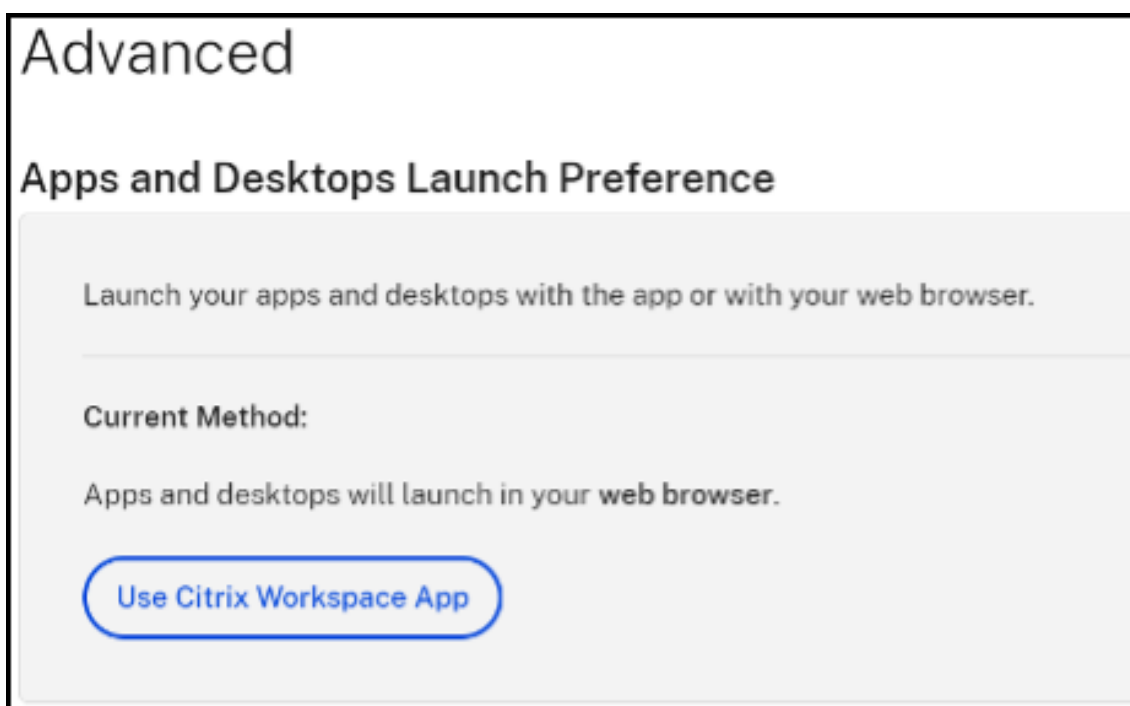 Advanced
Apps and Desktops Launch Preference
Launch your apps and desktops with the app or with your web browser.
Current Method:
Apps and desktops will launch in your web browser.
Use Citrix Workspace App